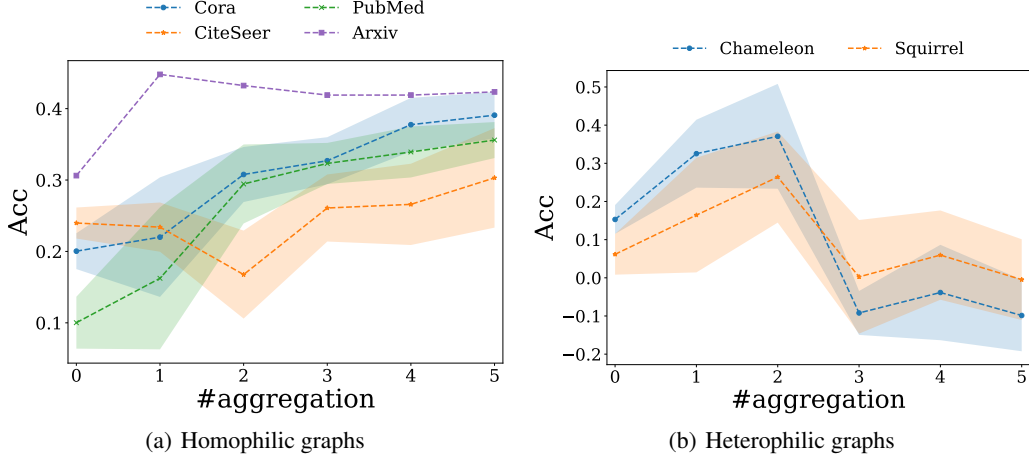 Cora
CiteSeer
PubMed
Arxiv
0.4
0.3
0.2
0.1
Acc
0 1 2 3 4 5
#aggregation
(a) Homophilic graphs
Chameleon Squirrel
0.5
0.4
0.3
0.2
0.1
0.0
−0.1
−0.2
Acc
0 1 2 3 4 5
#aggregation
(b) Heterophilic graphs